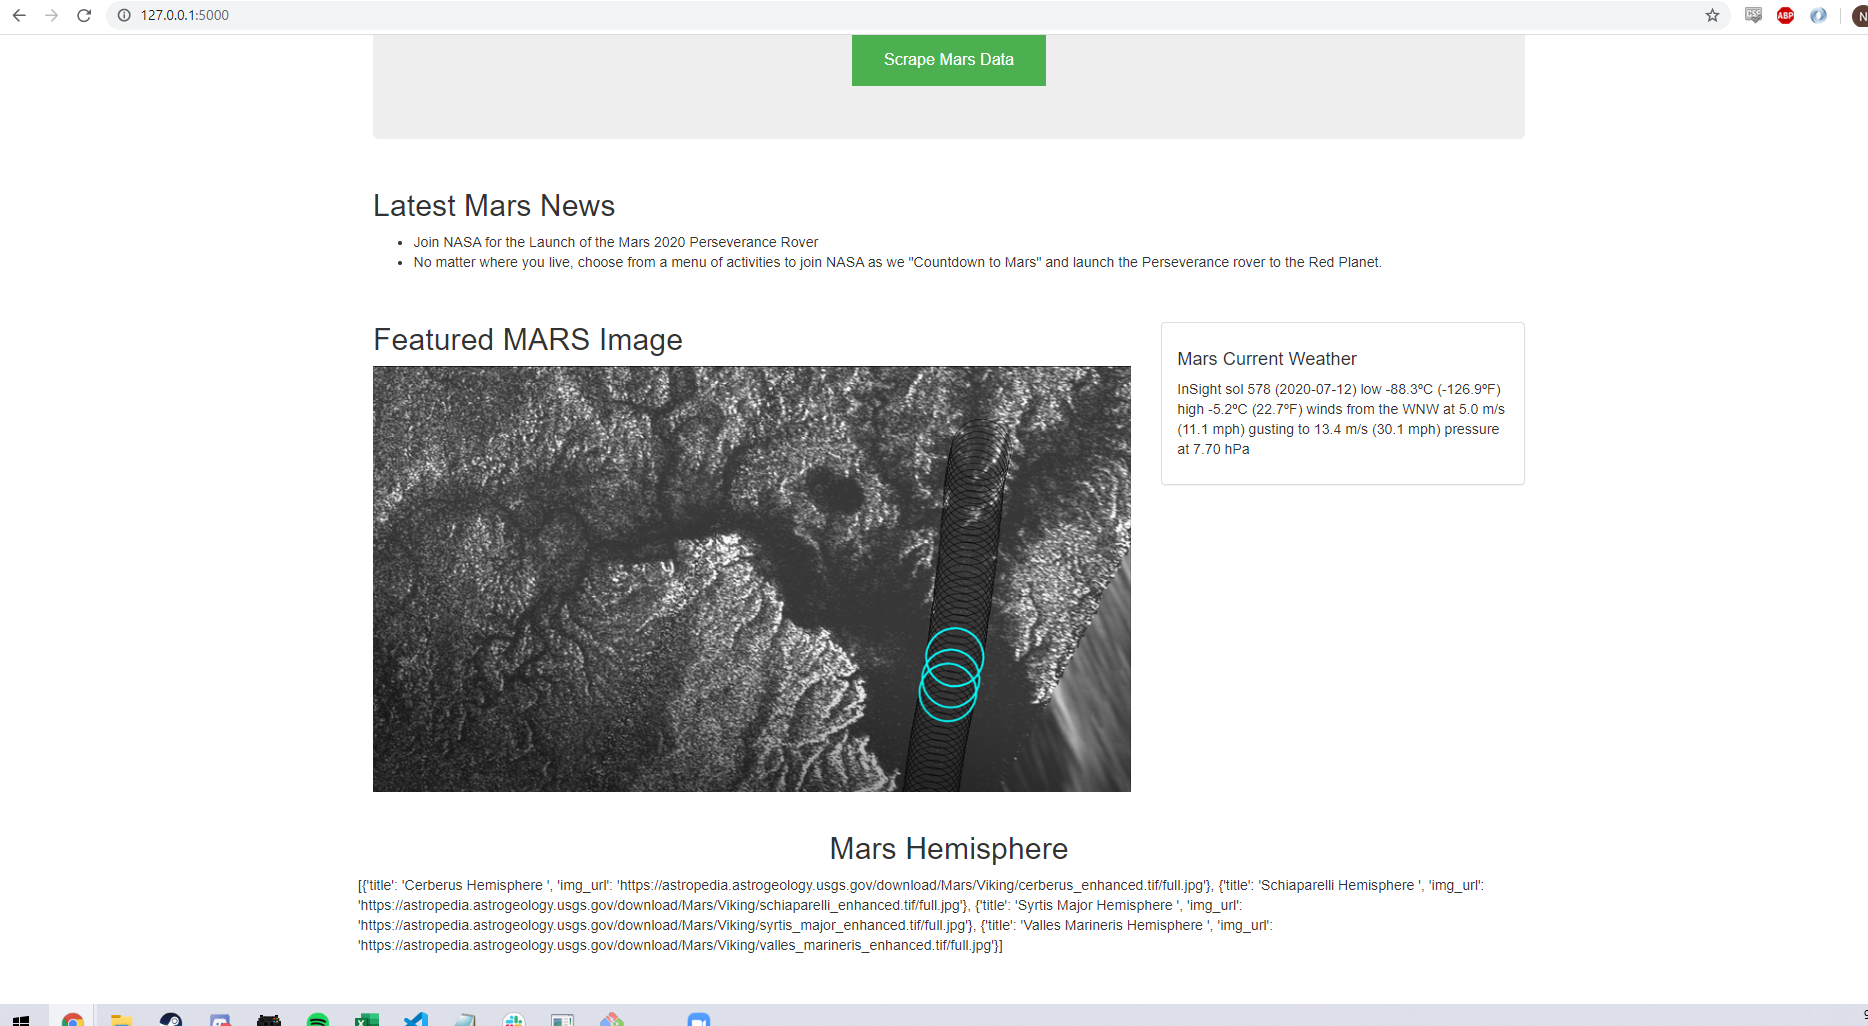 127.0.0.1:5000
CSS
ABP
N
Scrape Mars Data
Latest Mars News
Join NASA for the Launch of the Mars 2020 Perseverance Rover
No matter where you live, choose from a menu of activities to join NASA as we "Countdown to Mars" and launch the Perseverance rover to the Red Planet.
Featured MARS Image
Mars Current Weather
InSight sol 578 (2020-07-12) low -88.3ºC (-126.9ºF)
high -5.2ºC (22.7ºF) winds from the WNW at 5.0 m/s
(11.1 mph) gusting to 13.4 m/s (30.1 mph) pressure
at 7.70 hPa
Mars Hemisphere
[{'title': 'Cerberus Hemisphere ', 'img_url': 'https://astropedia.astrogeology.usgs.gov/download/Mars/Viking/cerberus_enhanced.tif/full.jpg'}, {'title': 'Schiaparelli Hemisphere ', 'img_url':
'https://astropedia.astrogeology.usgs.gov/download/Mars/Viking/schiaparelli_enhanced.tif/full.jpg'}, {'title': 'Syrtis Major Hemisphere ', 'img_url':
'https://astropedia.astrogeology.usgs.gov/download/Mars/Viking/syrtis_major_enhanced.tif/full.jpg'}, {'title': 'Valles Marineris Hemisphere ', 'img_url':
'https://astropedia.astrogeology.usgs.gov/download/Mars/Viking/valles_marineris_enhanced.tif/full.jpg'}]